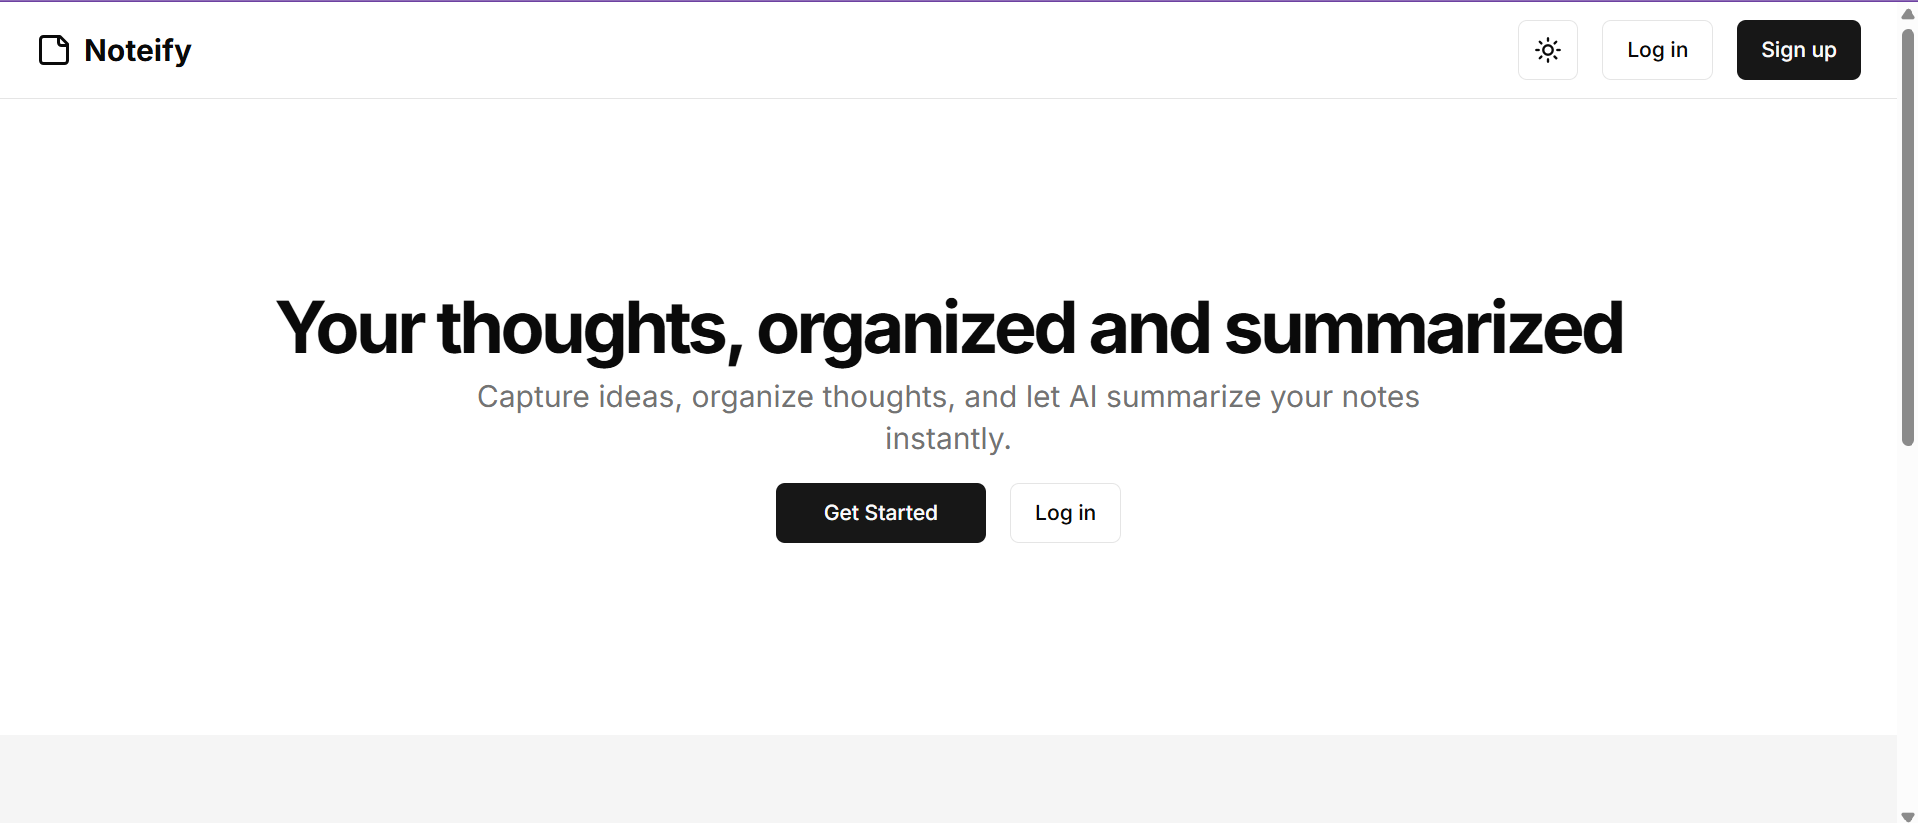 Noteify
Log in
Sign up
Your thoughts, organized and summarized
Capture ideas, organize thoughts, and let AI summarize your notes
instantly.
Get Started
Log in